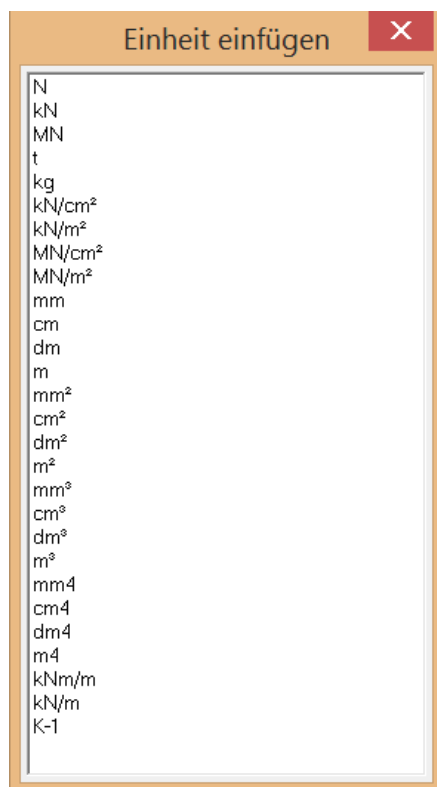 Einheit einfügen
N
kN
MN
t
kg
kN/cm²
kN/m²
MN/cm²
MN/m²
mm
cm
dm
m
mm²
cm²
dm²
m²
mm³
cm³
dm³
m³
mm4
cm4
dm4
m4
kNm/m
kN/m
K-1